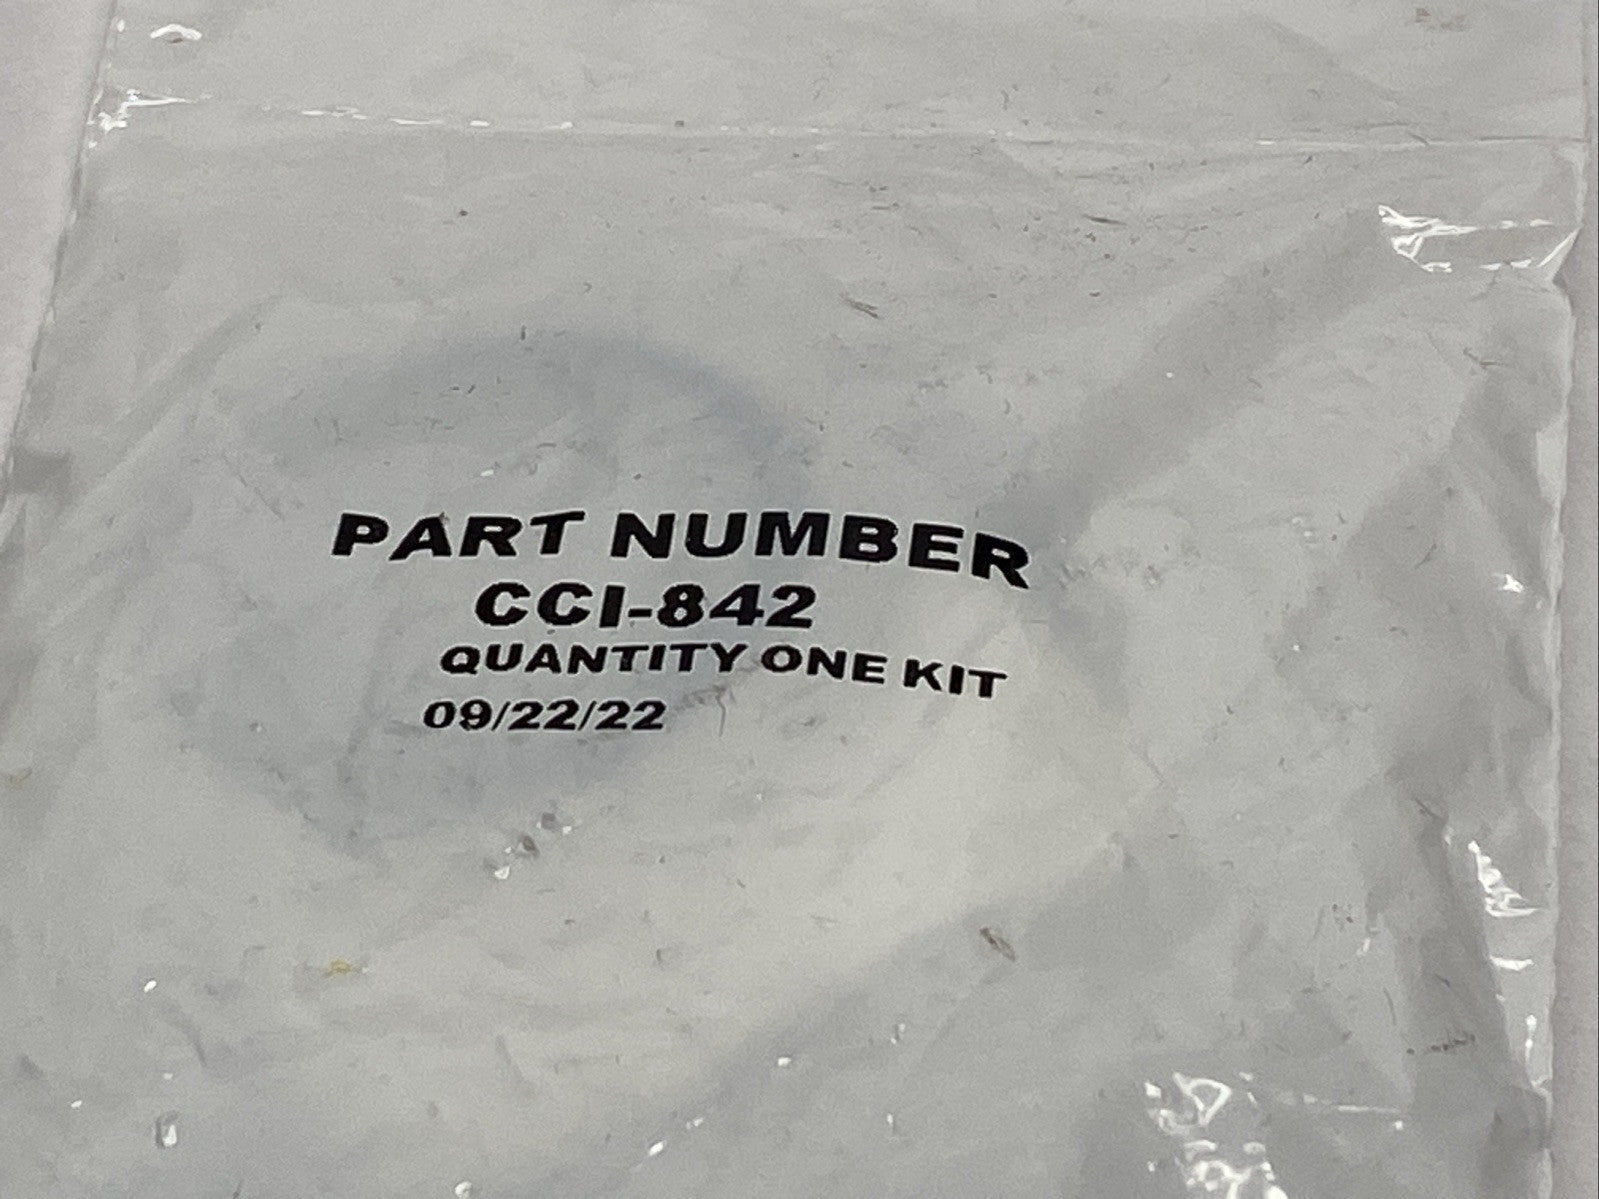 PART NUMBER
CCI-842
QUANTITY ONE KIT
09/22/22